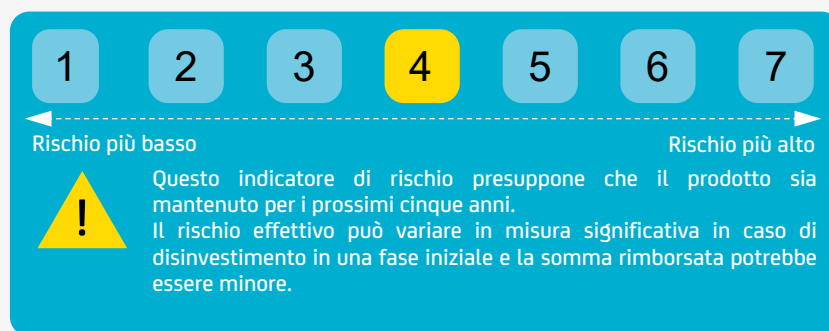 1 2 3 4 5 6 7
Rischio più basso Rischio più alto
!
Questo indicatore di rischio presuppone che il prodotto sia
mantenuto per i prossimi cinque anni.
Il rischio effettivo può variare in misura significativa in caso di
disinvestimento in una fase iniziale e la somma rimborsata potrebbe
essere minore.